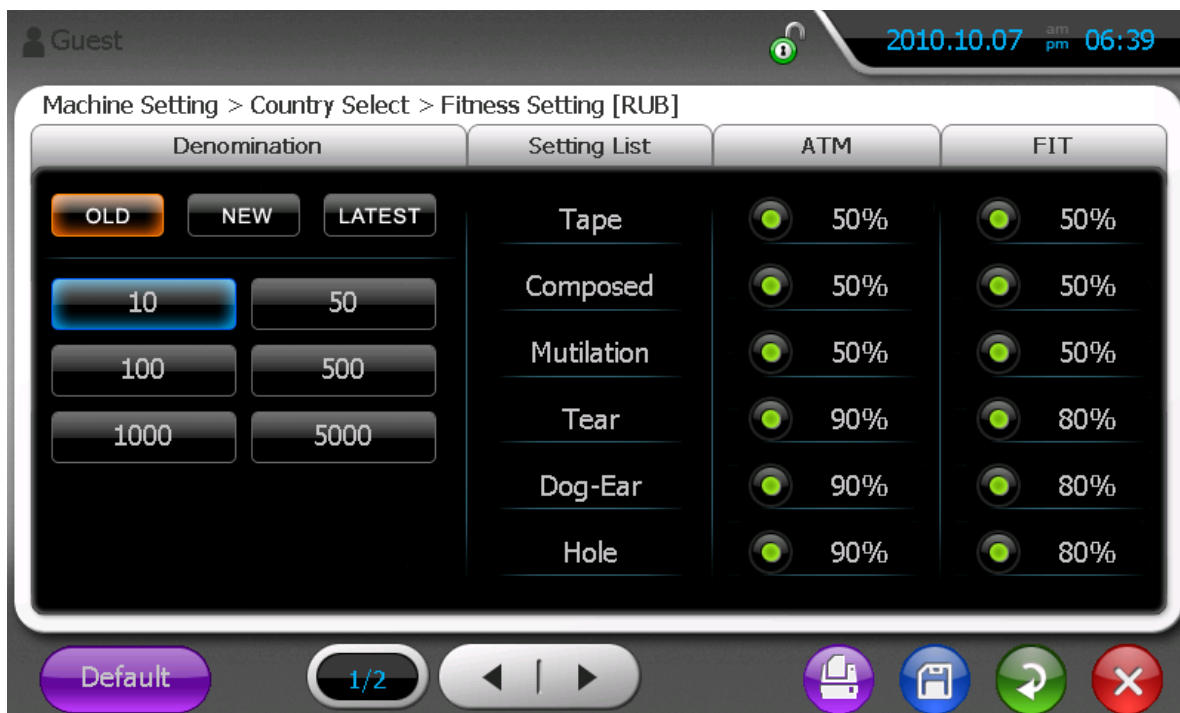 Guest
2010.10.07 am pm 06:39
Machine Setting > Country Select > Fitness Setting [RUB]
Denomination Setting List ATM FIT
OLD NEW LATEST Tape 50% 50%
10 50 Composed 50% 50%
100 500 Mutilation 50% 50%
1000 5000 Tear 90% 80%
Dog-Ear 90% 80%
Hole 90% 80%
Default 1/2